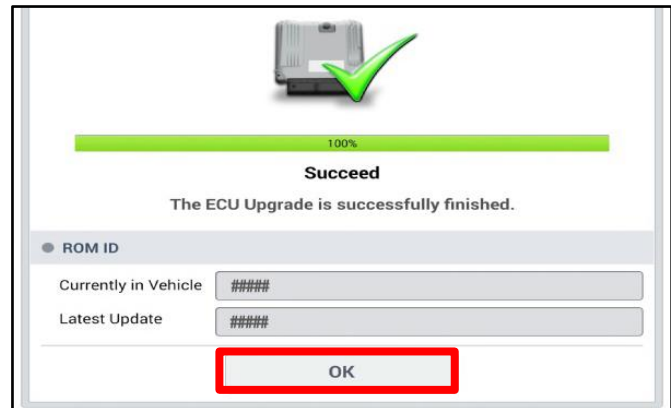 100%
Succeed
The ECU Upgrade is successfully finished.
ROM ID
Currently in Vehicle #####
Latest Update #####
OK